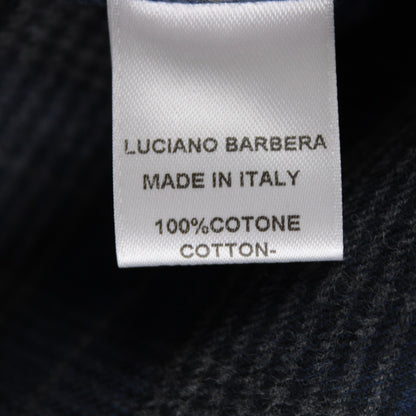 LUCIANO BARBERA
MADE IN ITALY
100%COTONE
COTTON-